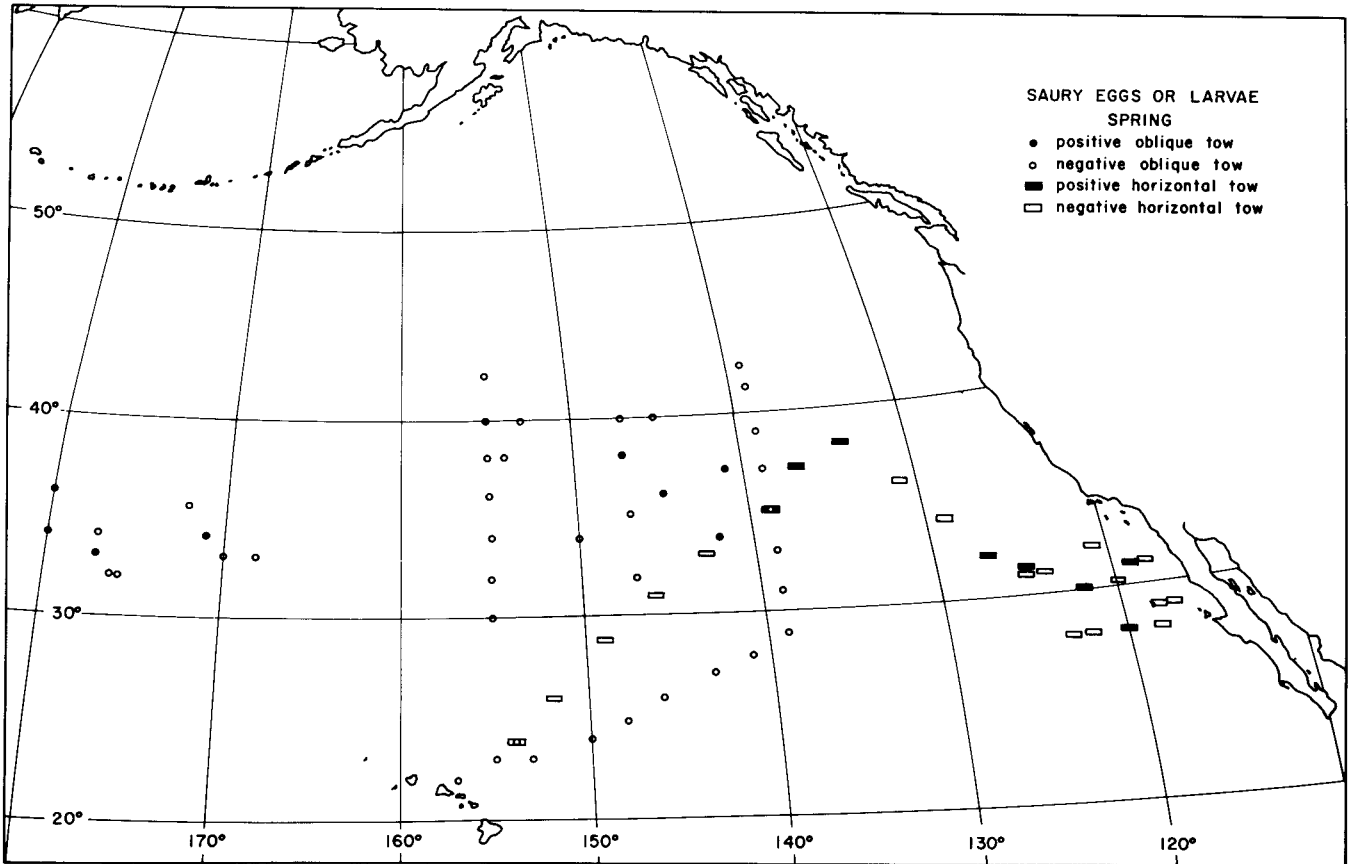 SAURY EGGS OR LARVAE
SPRING
positive oblique tow
negative oblique tow
positive horizontal tow
negative horizontal tow
50°
40°
30°
20°
170° 160° 150° 140° 130° 120°